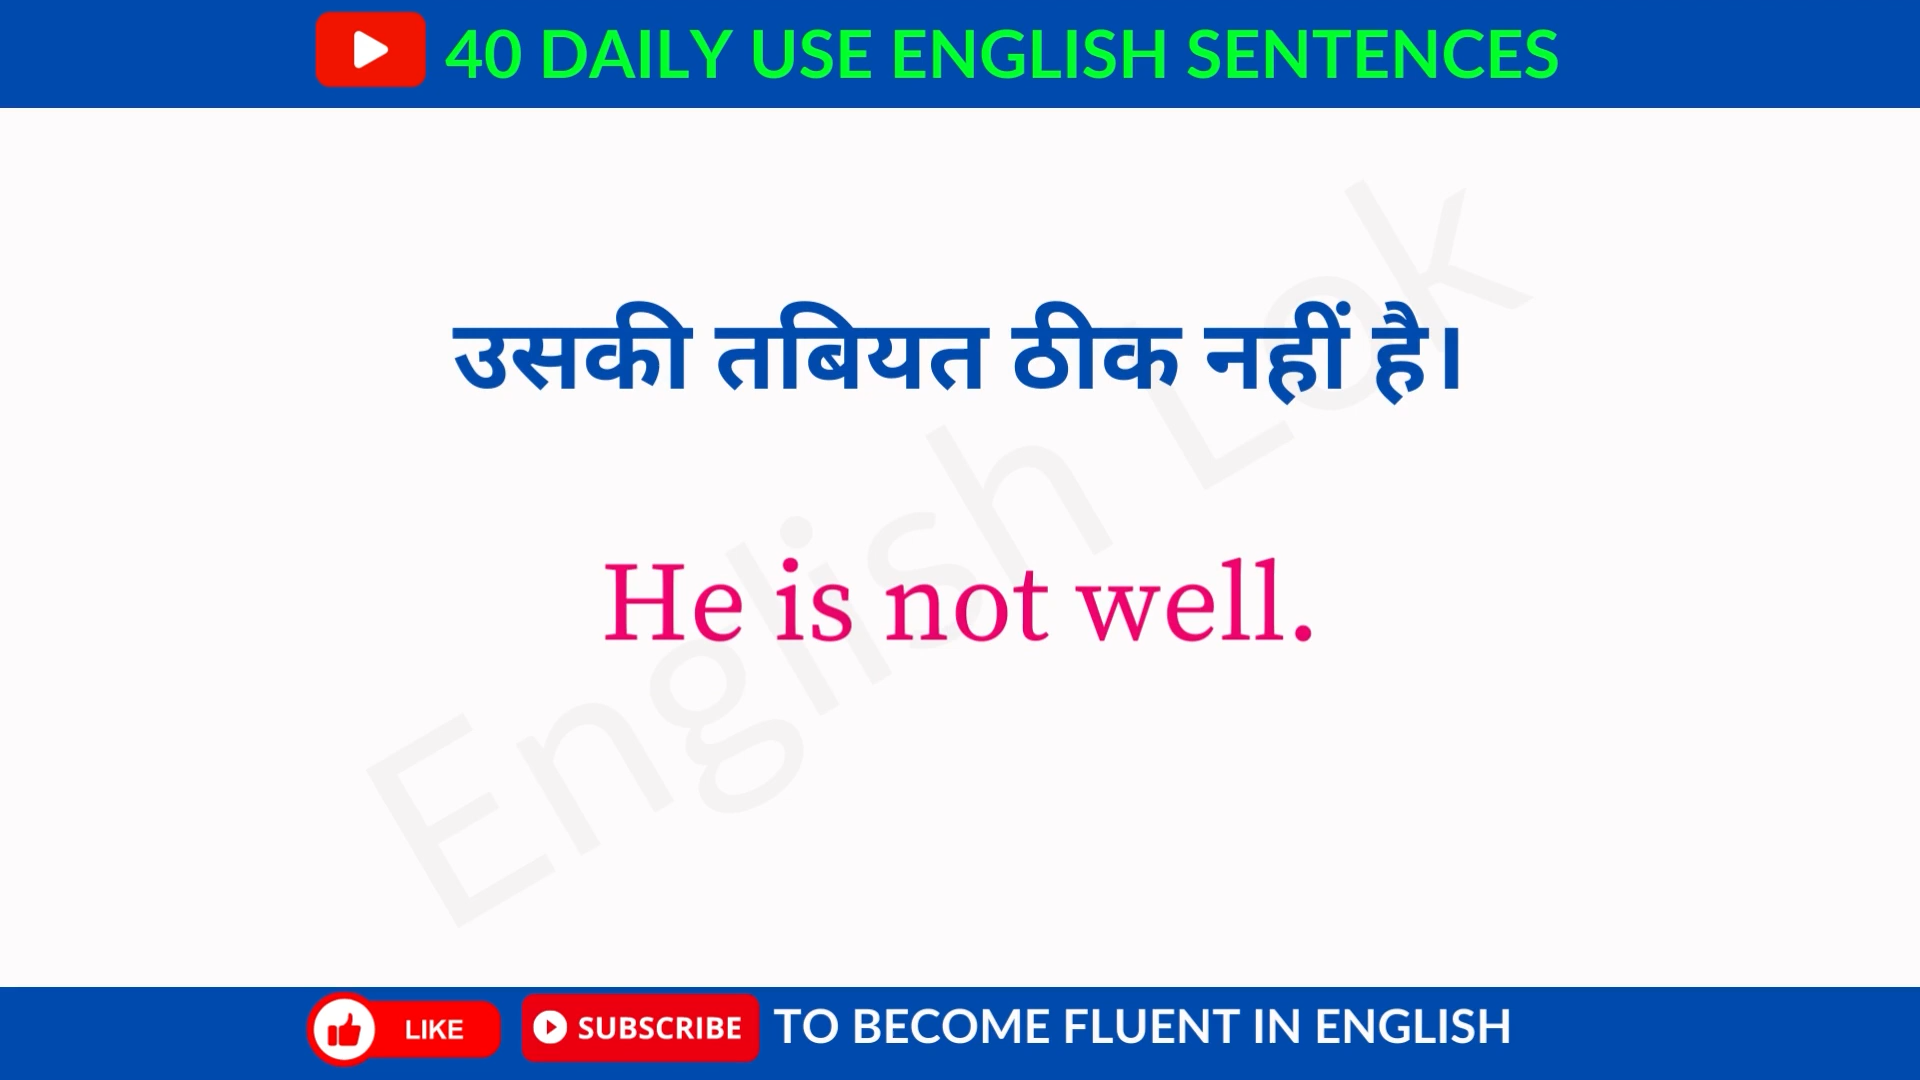 40 DAILY USE ENGLISH SENTENCES
उसकी तबियत ठीक नहीं है।
He is not well.
English Lok
LIKE SUBSCRIBE TO BECOME FLUENT IN ENGLISH